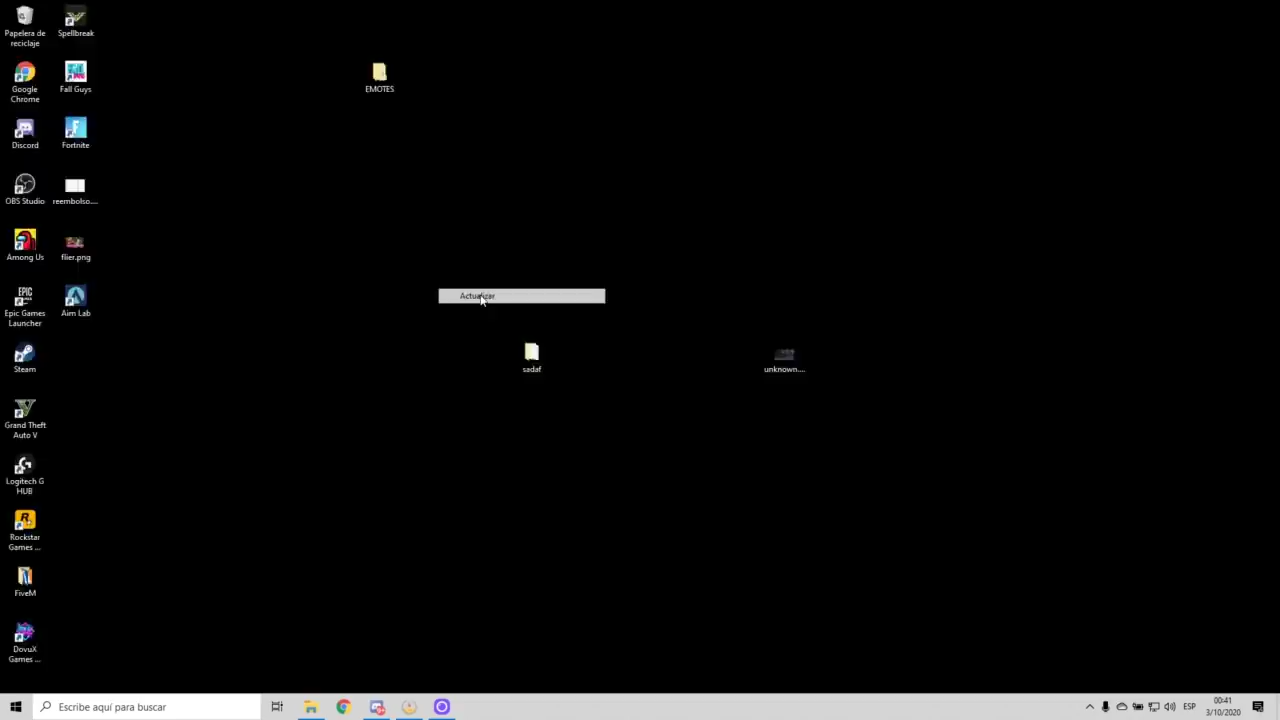 Papelera de
reciclaje
Spellbreak
Google
Chrome
Fall Guys
EMOTES
Discord
Fortnite
OBS Studio
reembolso....
Among Us
flier.png
Actualizar
Epic Games
Launcher
Aim Lab
Steam
sadaf
unknown....
Grand Theft
Auto V
Logitech G
HUB
Rockstar
Games ...
FiveM
DovuX
Games ...
Escribe aquí para buscar
ESP
00:41
3/10/2020